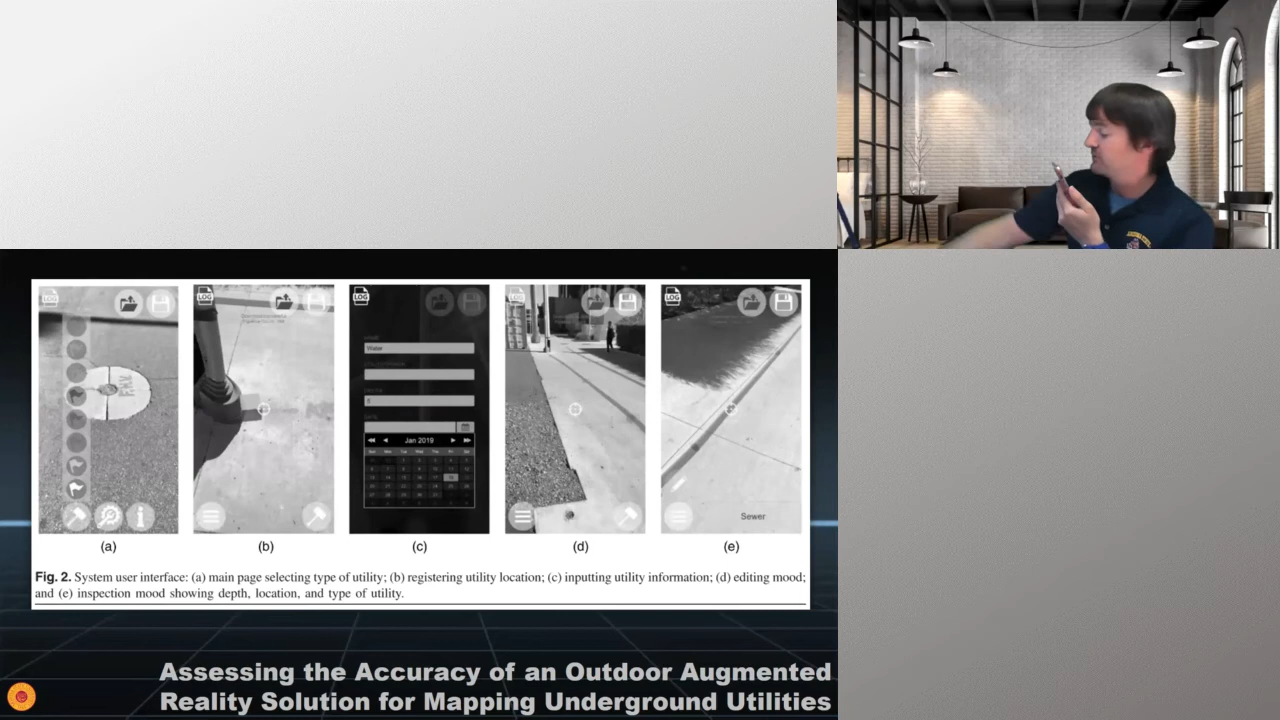 LOG
LOG
LOG
LOG
LOG
Water
5
Jan 2019
Sewer
(a)
(b)
(c)
(d)
(e)
Fig. 2. System user interface: (a) main page selecting type of utility; (b) registering utility location; (c) inputting utility information; (d) editing mood;
and (e) inspection mood showing depth, location, and type of utility.
Assessing the Accuracy of an Outdoor Augmented
Reality Solution for Mapping Underground Utilities